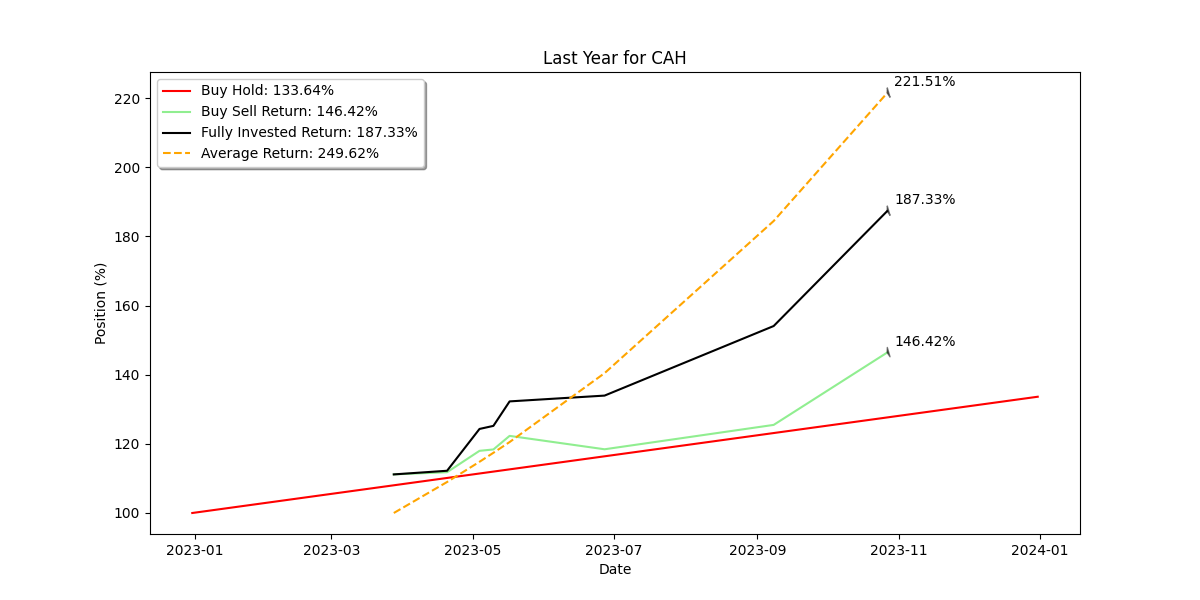 Last Year for CAH
Buy Hold: 133.64%
Buy Sell Return: 146.42%
Fully Invested Return: 187.33%
Average Return: 249.62%
221.51%
187.33%
146.42%
Position (%)
220
200
180
160
140
120
100
2023-01
2023-03
2023-05
2023-07
2023-09
2023-11
2024-01
Date